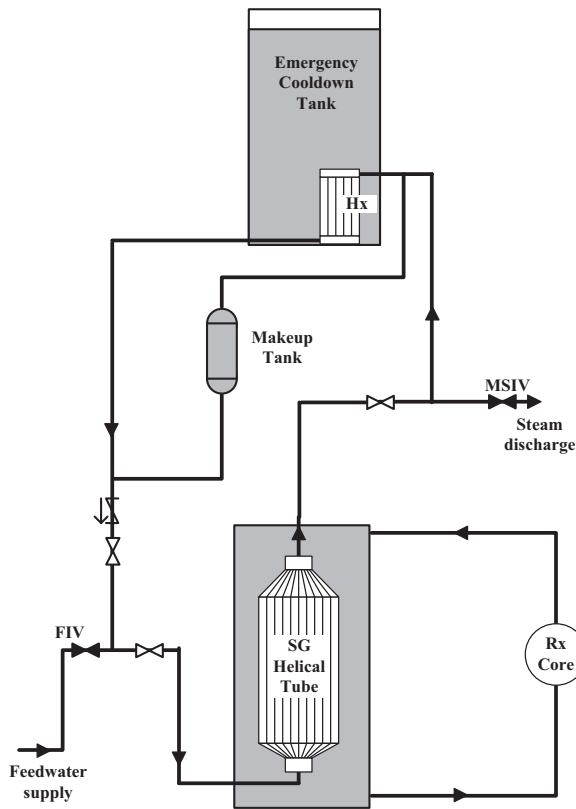 Emergency
Cooldown
Tank
Hx
Makeup
Tank
MSIV
Steam
discharge
FIV
SG
Helical
Tube
Rx
Core
Feedwater
supply